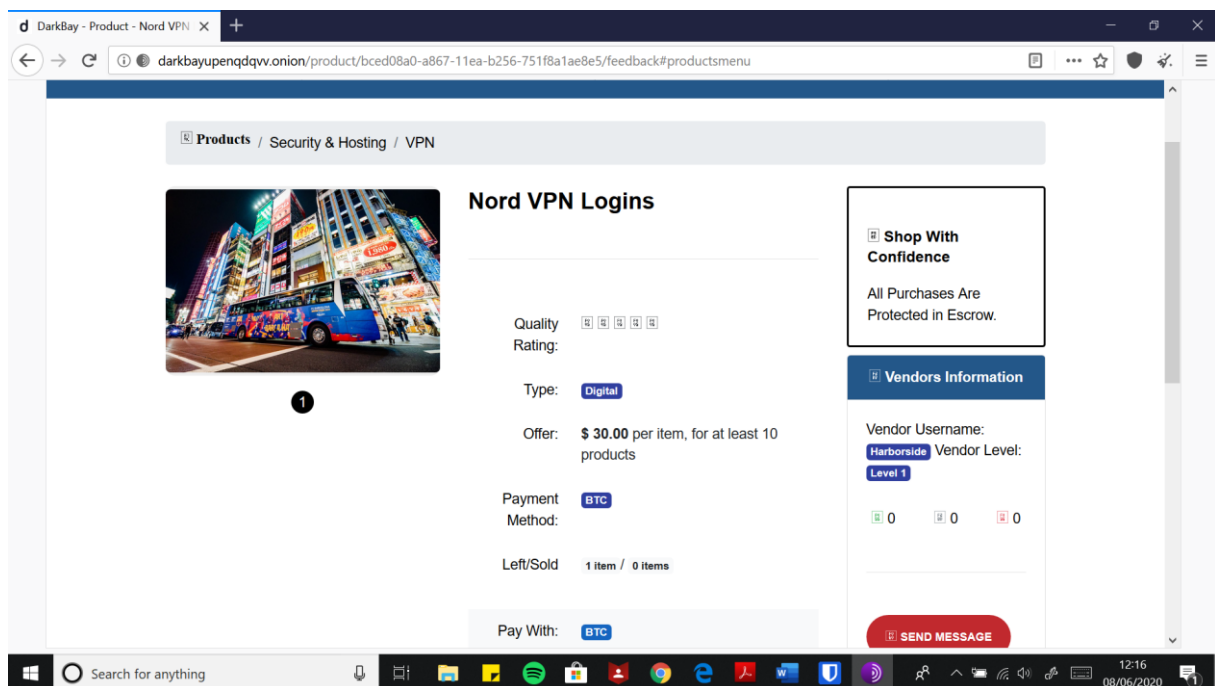 DarkBay - Product - Nord VPN
darkbayupenqdqvv.onion/product/bced08a0-a867-11ea-b256-751f8a1ae8e5/feedback#productsmenu
Products / Security & Hosting / VPN
Nord VPN Logins
1
Quality
Rating:
Type: Digital
Offer: $ 30.00 per item, for at least 10
products
Payment
Method: BTC
Left/Sold 1 item / 0 items
Pay With: BTC
Shop With
Confidence
All Purchases Are
Protected in Escrow.
Vendors Information
Vendor Username:
Harborside Vendor Level:
Level 1
0 0 0
SEND MESSAGE
Search for anything
12:16
08/06/2020